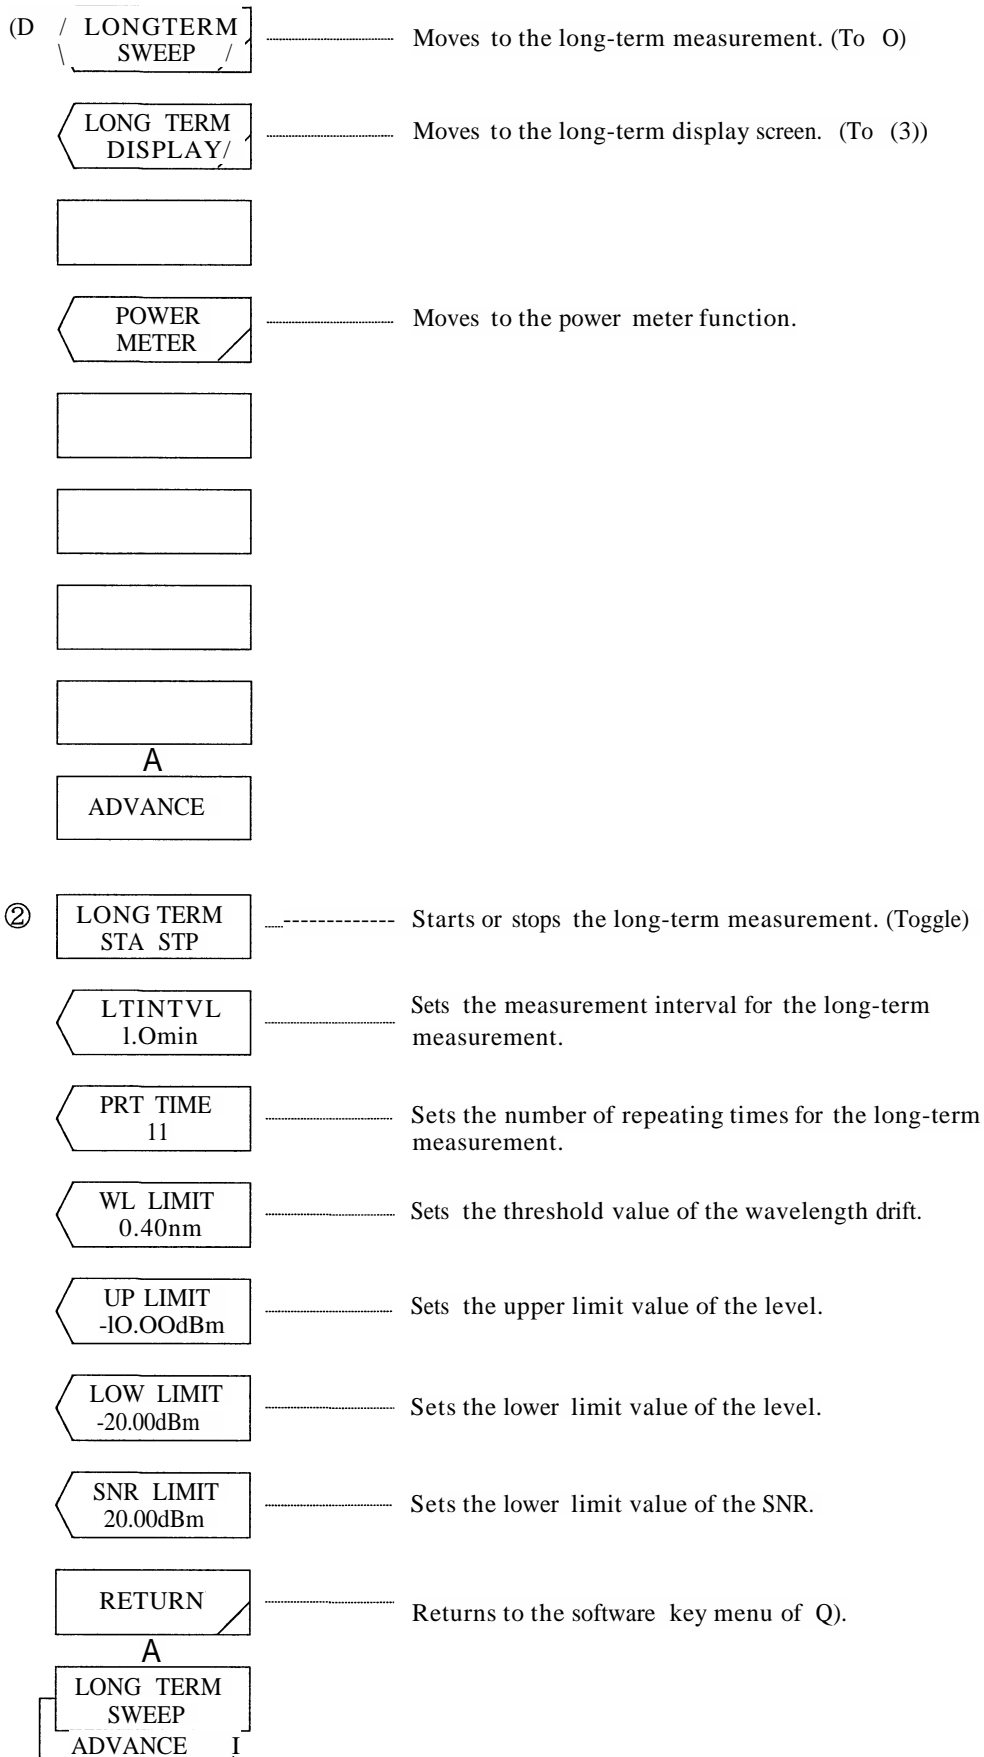 (D / LONGTERM
\ SWEEP /
Moves to the long-term measurement. (To O)
LONG TERM
DISPLAY/
Moves to the long-term display screen. (To (3))
POWER
METER
Moves to the power meter function.
A
ADVANCE
②
LONG TERM
STA STP
Starts or stops the long-term measurement. (Toggle)
LTINTVL
l.Omin
Sets the measurement interval for the long-term
measurement.
PRT TIME
11
Sets the number of repeating times for the long-term
measurement.
WL LIMIT
0.40nm
Sets the threshold value of the wavelength drift.
UP LIMIT
-lO.OOdBm
Sets the upper limit value of the level.
LOW LIMIT
-20.00dBm
Sets the lower limit value of the level.
SNR LIMIT
20.00dBm
Sets the lower limit value of the SNR.
RETURN
Returns to the software key menu of Q).
A
LONG TERM
SWEEP
ADVANCE I